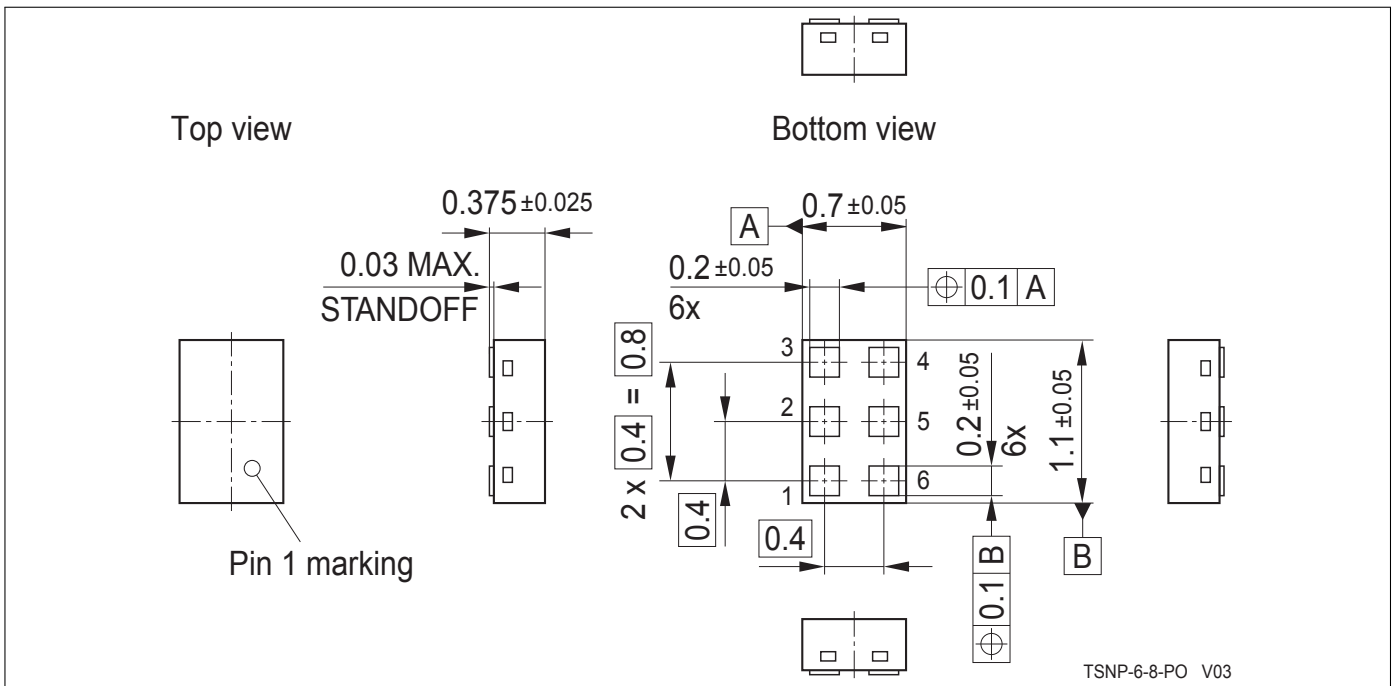 Top view
Bottom view
0.375 ±0.025
0.03 MAX.
STANDOFF
A
0.7 ±0.05
0.2 ±0.05
6x
⌖ 0.1 A
2 x 0.4 = 0.8
0.4
0.4
3
4
2
5
1
6
0.2 ±0.05
6x
1.1 ±0.05
⌖ 0.1 B
B
Pin 1 marking
TSNP-6-8-PO V03